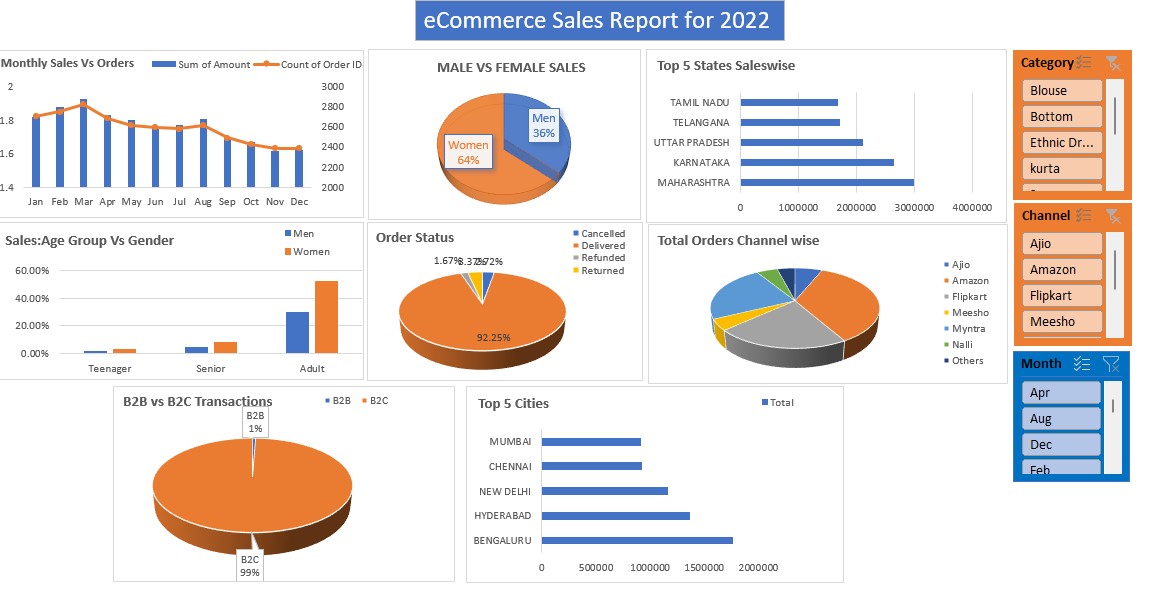 eCommerce Sales Report for 2022
Monthly Sales Vs Orders
Sum of Amount
Count of Order ID
2
1.8
1.6
1.4
3000
2800
2600
2400
2200
2000
Jan Feb Mar Apr May Jun Jul Aug Sep Oct Nov Dec
MALE VS FEMALE SALES
Men
36%
Women
64%
Top 5 States Saleswise
TAMIL NADU
TELANGANA
UTTAR PRADESH
KARNATAKA
MAHARASHTRA
0 1000000 2000000 3000000 4000000
Category
Blouse
Bottom
Ethnic Dr...
kurta
Channel
Ajio
Amazon
Flipkart
Meesho
Month
Apr
Aug
Dec
Feb
Sales:Age Group Vs Gender
Men
Women
60.00%
40.00%
20.00%
0.00%
Teenager Senior Adult
Order Status
Cancelled
Delivered
Refunded
Returned
1.67%
92.25%
Total Orders Channel wise
Ajio
Amazon
Flipkart
Meesho
Myntra
Nalli
Others
B2B vs B2C Transactions
B2B B2C
B2B
1%
B2C
99%
Top 5 Cities
Total
MUMBAI
CHENNAI
NEW DELHI
HYDERABAD
BENGALURU
0 500000 1000000 1500000 2000000